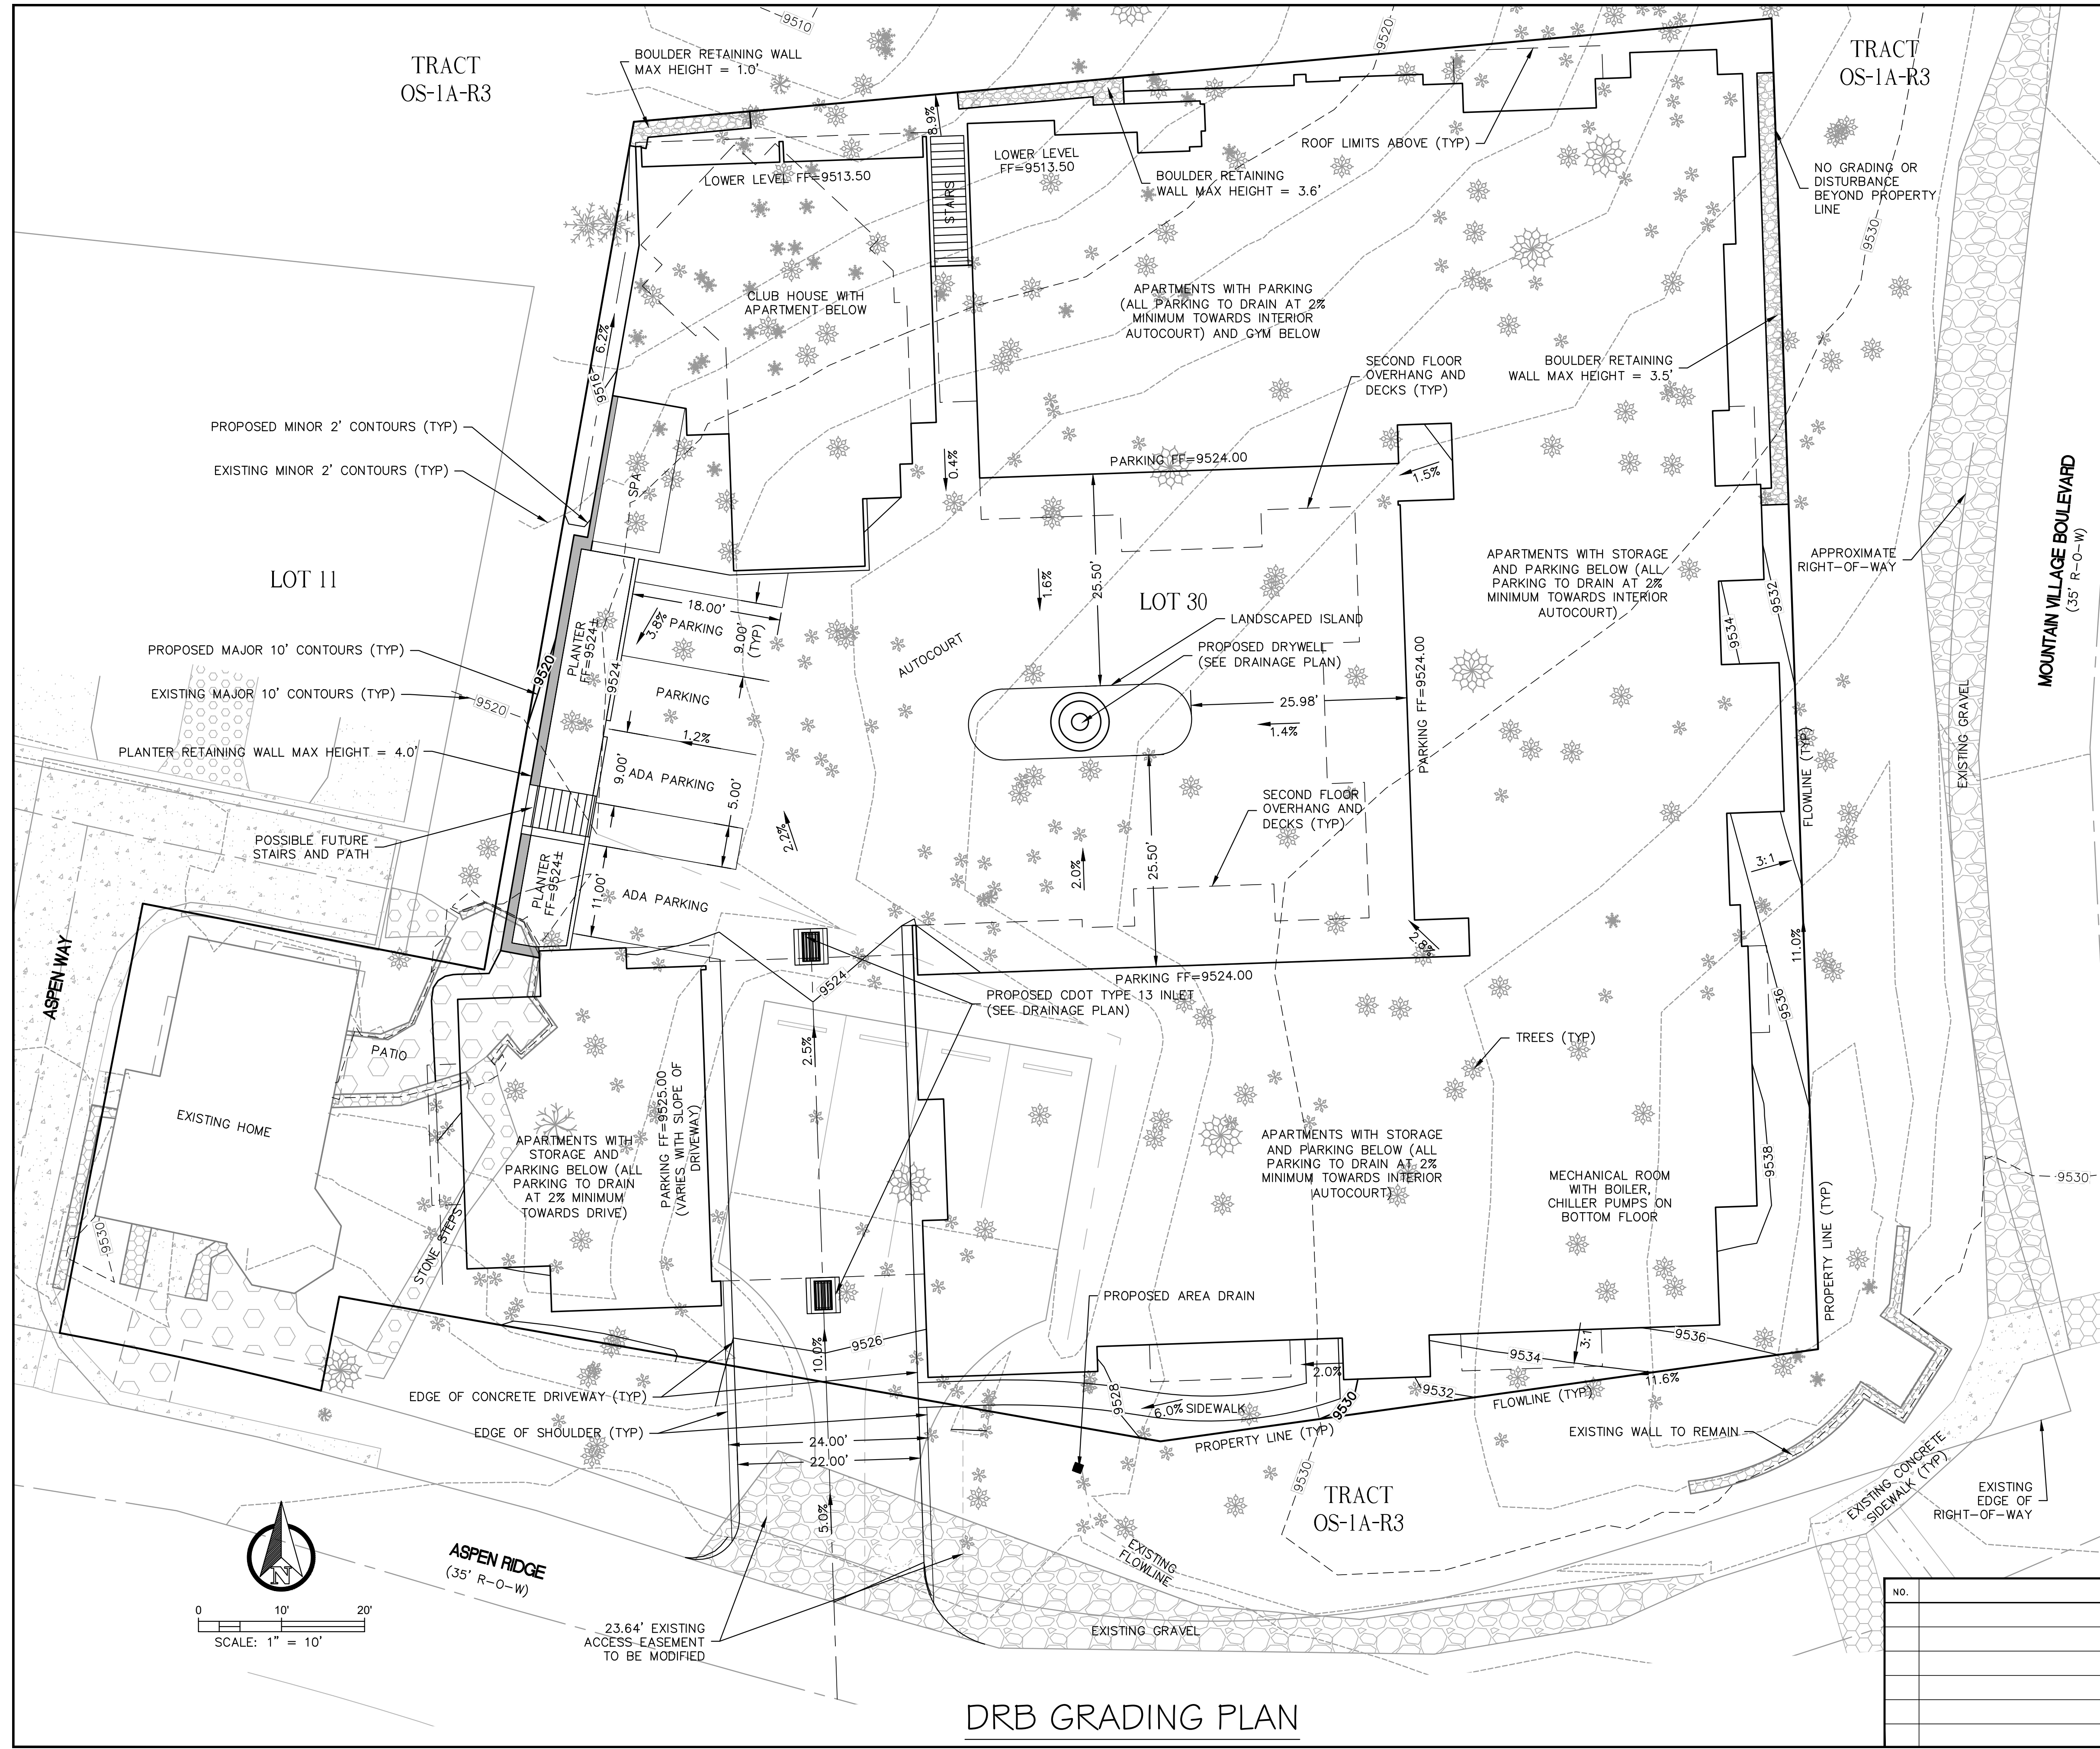 -9510
9520
TRACT
OS-1A-R3
BOULDER RETAINING WALL
MAX HEIGHT = 1.0'
TRACT
OS-1A-R3
8.9%
LOWER LEVEL
FF=9513.50
ROOF LIMITS ABOVE (TYP)
LOWER LEVEL FF=9513.50
STAIRS
BOULDER RETAINING
WALL MAX HEIGHT = 3.6'
NO GRADING OR
DISTURBANCE
BEYOND PROPERTY
LINE
9530
CLUB HOUSE WITH
APARTMENT BELOW
APARTMENTS WITH PARKING
(ALL PARKING TO DRAIN AT 2%
MINIMUM TOWARDS INTERIOR
AUTOCOURT) AND GYM BELOW
6.2%
9516
SECOND FLOOR
OVERHANG AND
DECKS (TYP)
BOULDER RETAINING
WALL MAX HEIGHT = 3.5'
PROPOSED MINOR 2' CONTOURS (TYP)
EXISTING MINOR 2' CONTOURS (TYP)
SPA
0.4%
PARKING FF=9524.00
1.5%
MOUNTAIN VILLAGE BOULEVARD
(35' R-O-W)
LOT 11
APARTMENTS WITH STORAGE
AND PARKING BELOW (ALL
PARKING TO DRAIN AT 2%
MINIMUM TOWARDS INTERIOR
AUTOCOURT)
APPROXIMATE
RIGHT-OF-WAY
1.6%
25.50'
LOT 30
9532
9534
18.00'
3.8%
PARKING
9.00'
(TYP)
PLANTER
FF=9524±
9524
AUTOCOURT
LANDSCAPED ISLAND
PROPOSED DRYWELL
(SEE DRAINAGE PLAN)
PARKING FF=9524.00
PROPOSED MAJOR 10' CONTOURS (TYP)
9520
EXISTING MAJOR 10' CONTOURS (TYP)
9520
PARKING
25.98'
1.4%
EXISTING GRAVEL
PLANTER RETAINING WALL MAX HEIGHT = 4.0'
1.2%
9.00'
ADA PARKING
5.00'
FLOWLINE (TYP)
SECOND FLOOR
OVERHANG AND
DECKS (TYP)
POSSIBLE FUTURE
STAIRS AND PATH
2.2%
2.0%
25.50'
3:1
PLANTER
FF=9524±
11.00'
ADA PARKING
11.0%
2.8%
ASPEN WAY
9524
PARKING FF=9524.00
PROPOSED CDOT TYPE 13 INLET
(SEE DRAINAGE PLAN)
9536
2.5%
PATIO
TREES (TYP)
EXISTING HOME
PARKING FF=9525.00
(VARIES WITH SLOPE OF
DRIVEWAY)
APARTMENTS WITH
STORAGE AND
PARKING BELOW (ALL
PARKING TO DRAIN
AT 2% MINIMUM
TOWARDS DRIVE)
APARTMENTS WITH STORAGE
AND PARKING BELOW (ALL
PARKING TO DRAIN AT 2%
MINIMUM TOWARDS INTERIOR
AUTOCOURT)
9538
MECHANICAL ROOM
WITH BOILER,
CHILLER PUMPS ON
BOTTOM FLOOR
9530
9530
STONE STEPS
PROPERTY LINE (TYP)
PROPOSED AREA DRAIN
10.0%
9526
9536
3:1
9534
2.0%
11.6%
9532
9528
9530
EDGE OF CONCRETE DRIVEWAY (TYP)
6.0% SIDEWALK
FLOWLINE (TYP)
EDGE OF SHOULDER (TYP)
24.00'
PROPERTY LINE (TYP)
EXISTING WALL TO REMAIN
22.00'
9530
TRACT
OS-1A-R3
EXISTING CONCRETE
SIDEWALK (TYP)
EXISTING
EDGE OF
RIGHT-OF-WAY
5.0%
EXISTING
FLOWLINE
N
ASPEN RIDGE
(35' R-O-W)
0 10' 20'
SCALE: 1" = 10'
23.64' EXISTING
ACCESS EASEMENT
TO BE MODIFIED
EXISTING GRAVEL
NO.
DRB GRADING PLAN